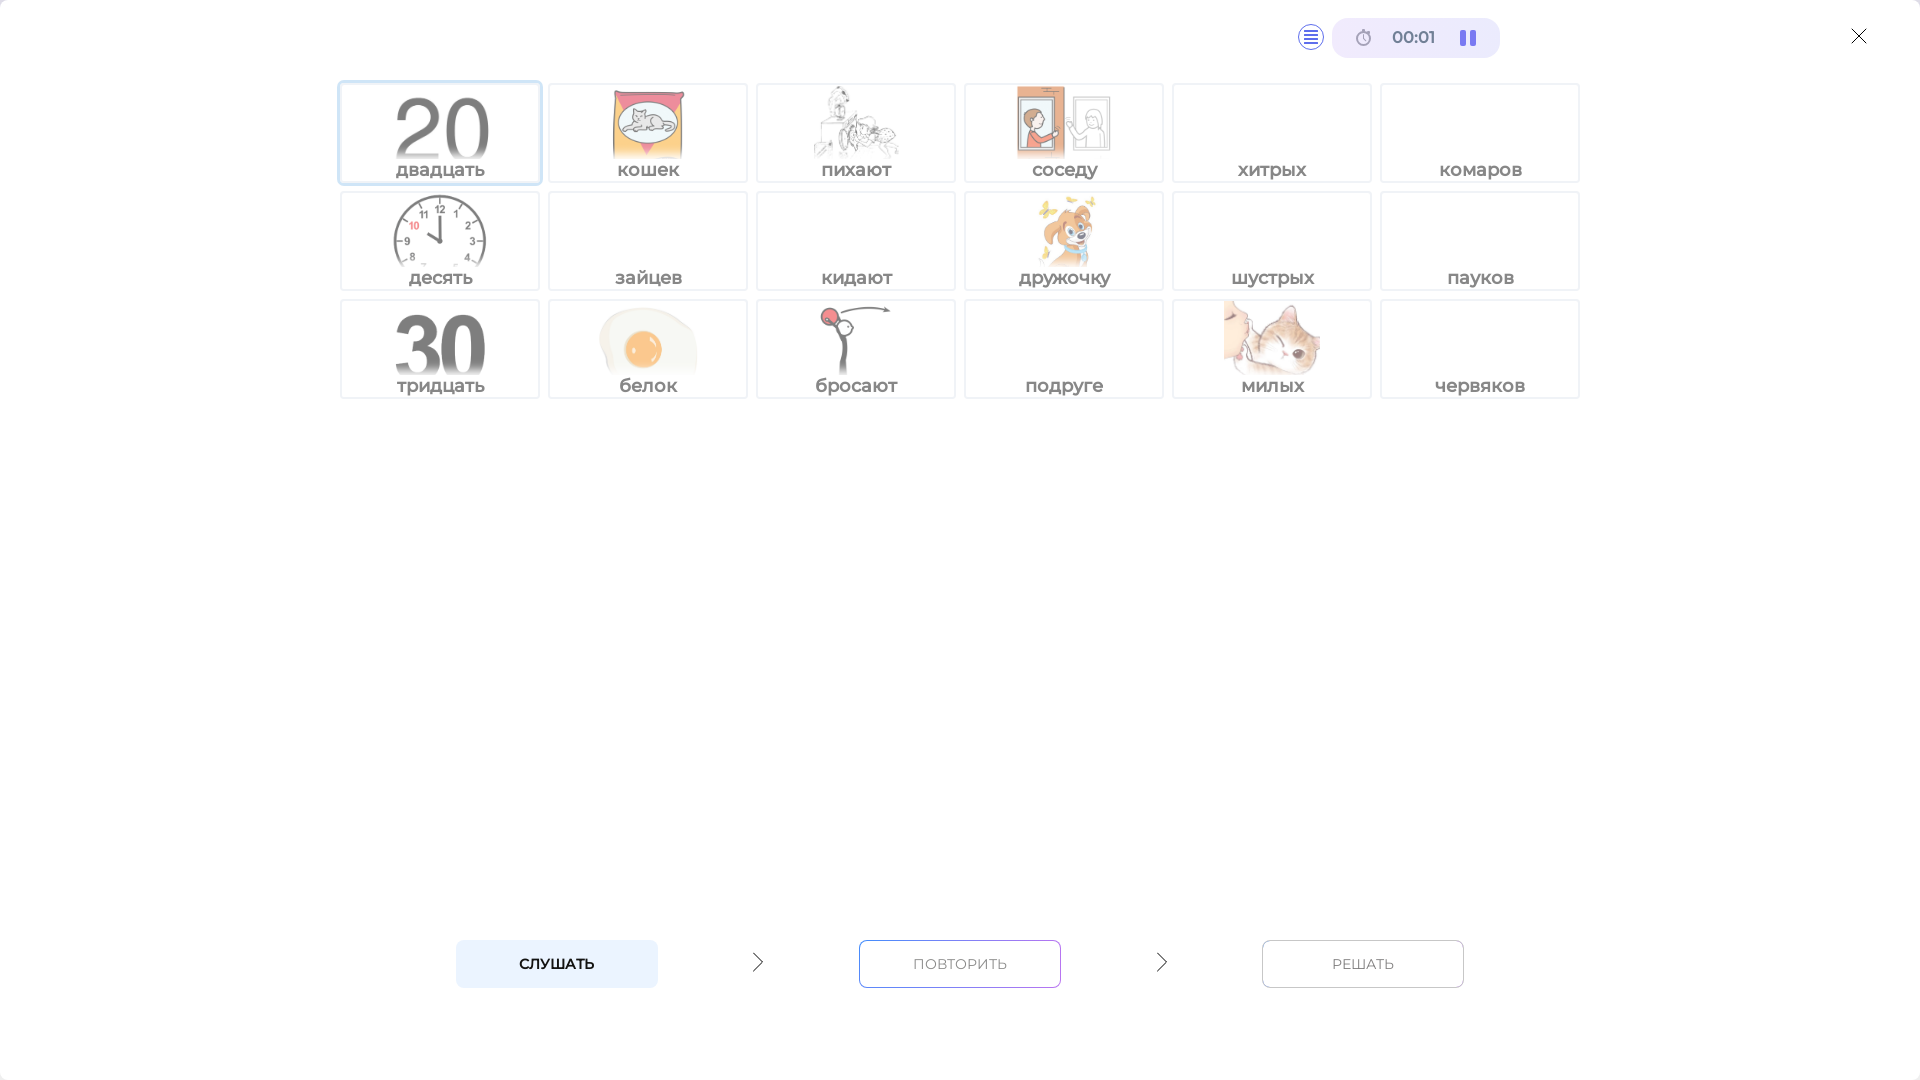 00:01
20
двадцать кошек пихают соседу хитрых комаров
12
11 1
10 2
9 3
8 4
десять зайцев кидают дружочку шустрых пауков
30
тридцать белок бросают подруге милых червяков
СЛУШАТЬ ПОВТОРИТЬ РЕШАТЬ